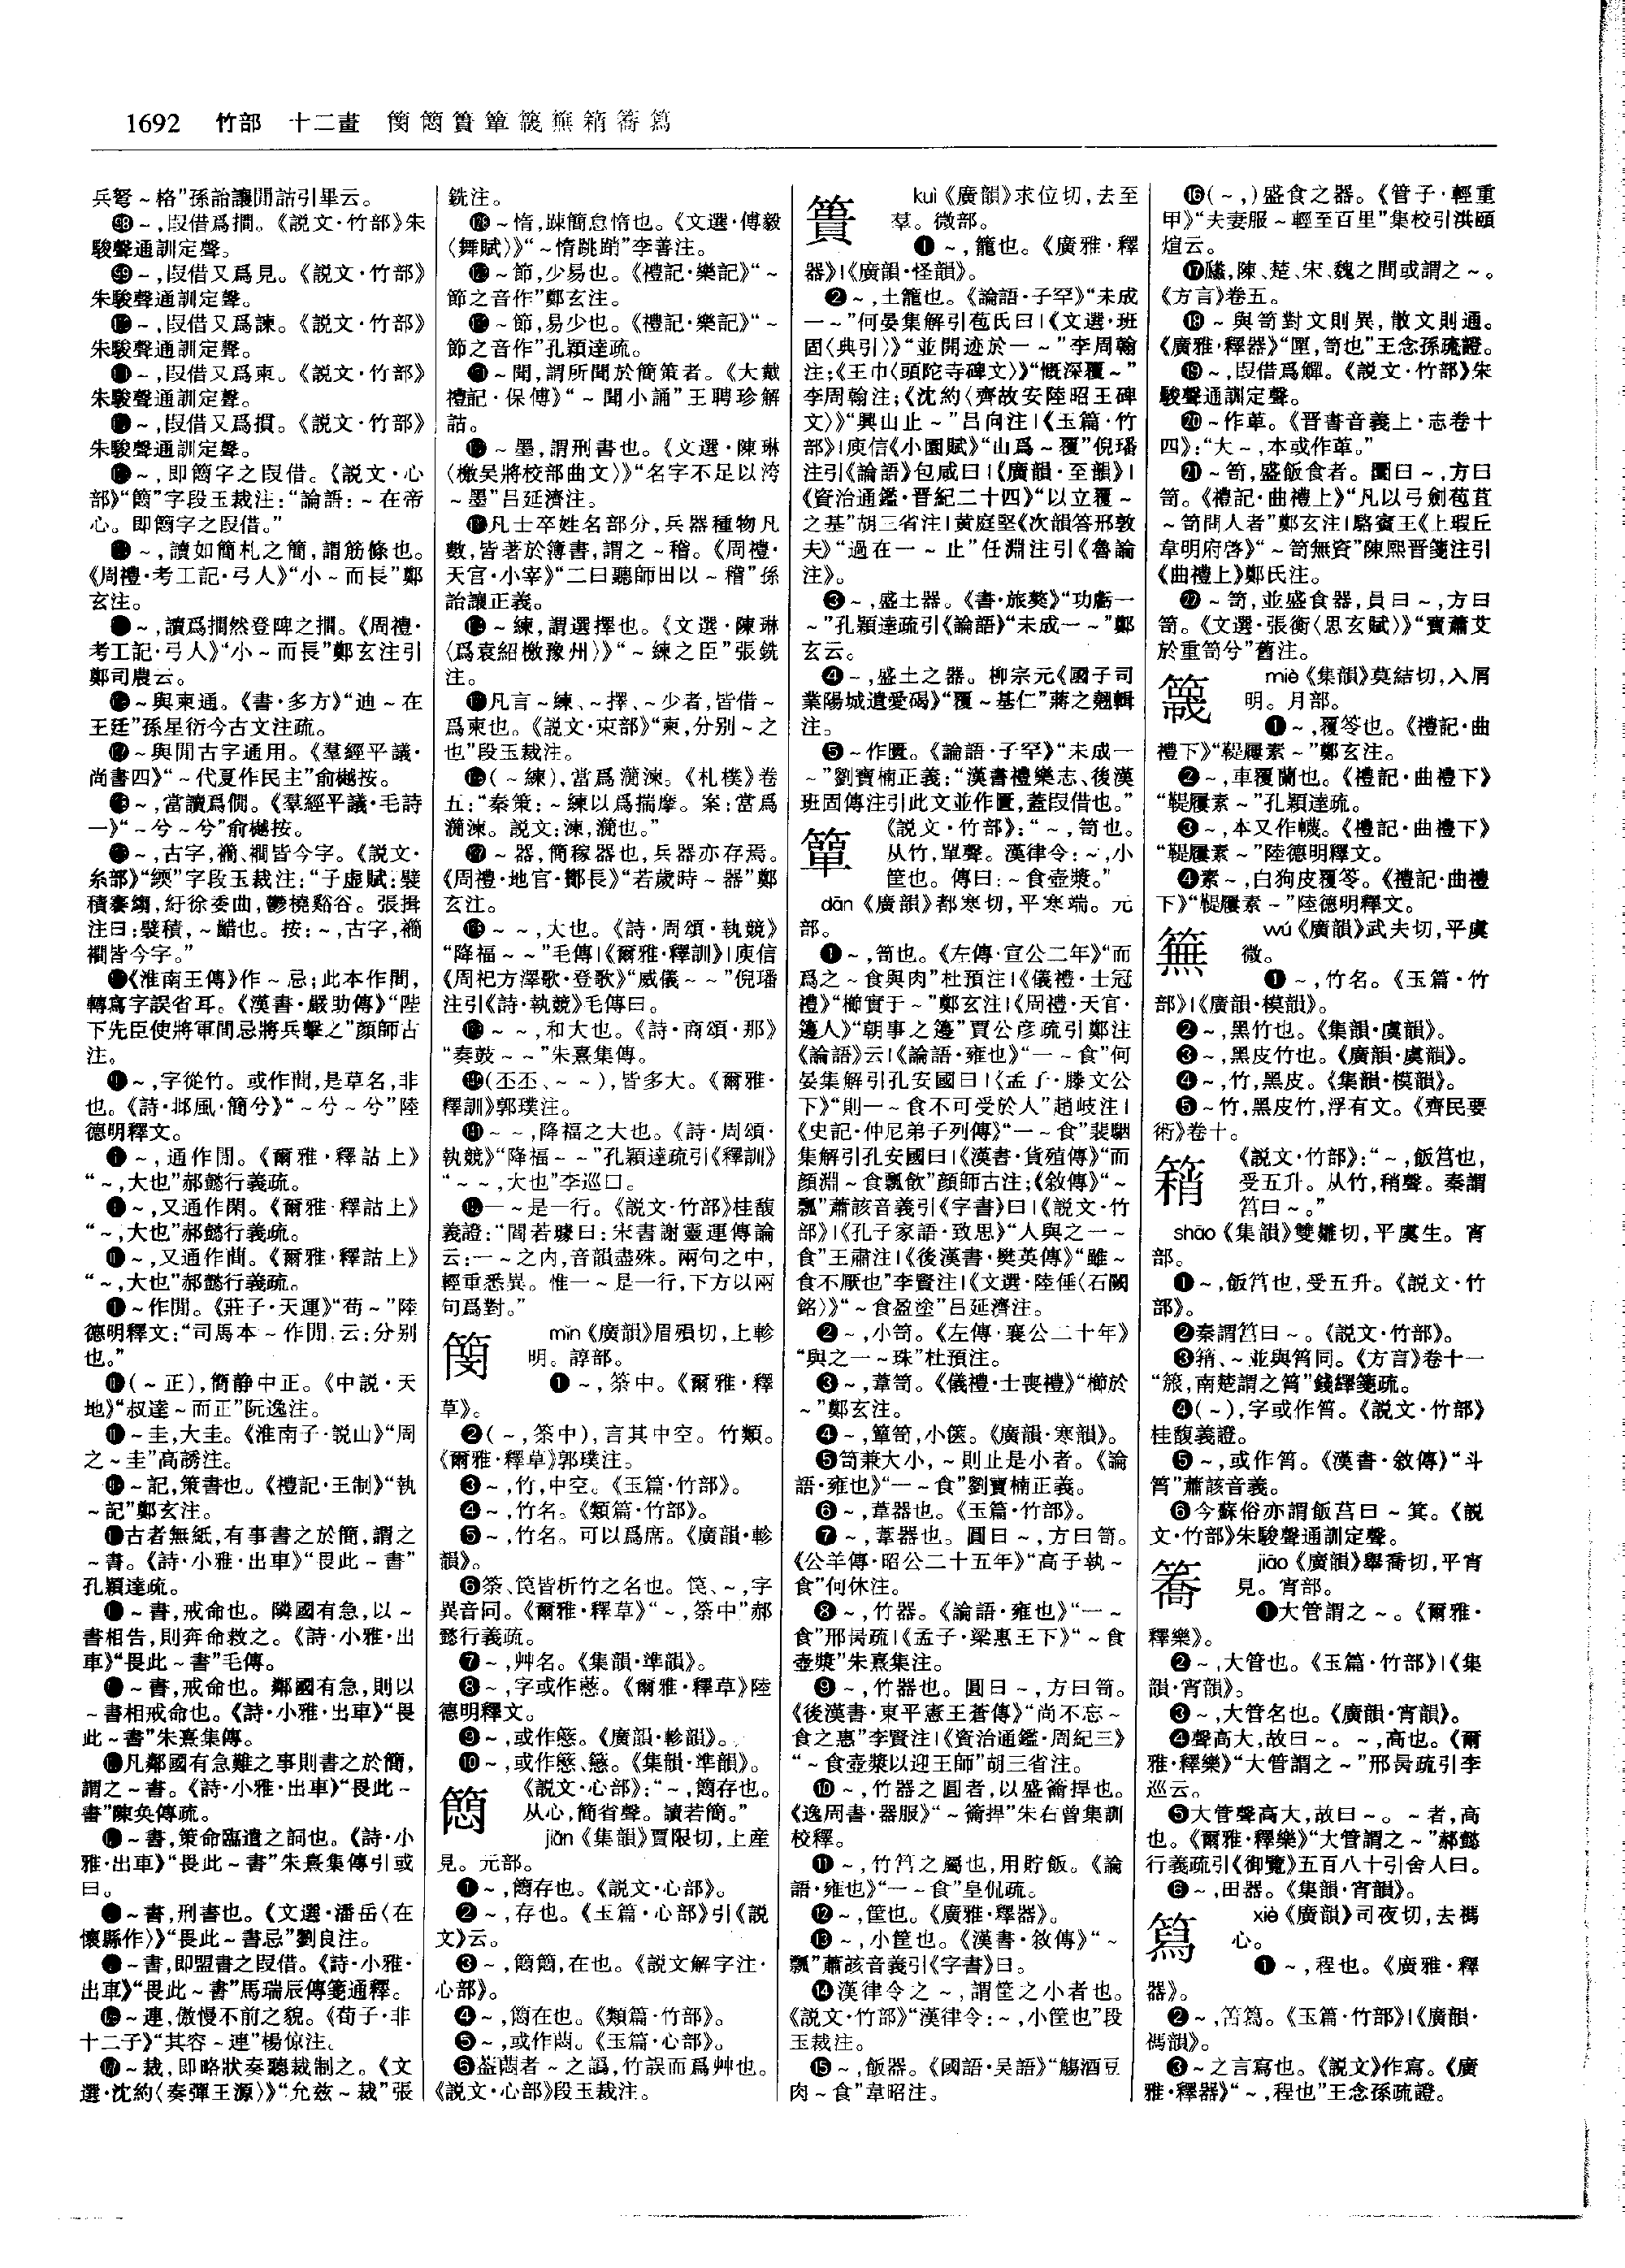 1692 竹部 十二畫 簢𥳑簣簞䉲䉑䈾簥䉣
兵弩～格”孫詒讓閒詁引畢云。
～,叚借爲撊。《説文·竹部》朱
駿聲通訓定聲。
～,叚借又爲見。《説文·竹部》
朱駿聲通訓定聲。
～,叚借又爲諫。《説文·竹部》
朱駿聲通訓定聲。
～,叚借又爲柬。《説文·竹部》
朱駿聲通訓定聲。
～,叚借又爲摜。《説文·竹部》
朱駿聲通訓定聲。
～,即𥳑字之叚借。《説文·心
部》“𥳑”字段玉裁注:“論語:～在帝
心。即𥳑字之叚借。”
～,讀如簡札之簡,謂筋條也。
《周禮·考工記·弓人》“小～而長”鄭
玄注。
～,讀爲撊然登陴之撊。《周禮·
考工記·弓人》“小～而長”鄭玄注引
鄭司農云。
～與柬通。《書·多方》“迪～在
王廷”孫星衍今古文注疏。
～與閒古字通用。《羣經平議·
尚書四》“～代夏作民主”俞樾按。
～,當讀爲僩。《羣經平議·毛詩
一》“～兮～兮”俞樾按。
～,古字,襉、襇皆今字。《説文·
糸部》“緛”字段玉裁注:“子虛賦:襞
積褰縐,紆徐委曲,鬱橈谿谷。張揖
注曰:襞積,～齰也。按:～,古字,襉
襇皆今字。”
《淮南王傳》作～忌;此本作間,
轉寫字誤省耳。《漢書·嚴助傳》“陛
下先臣使將軍間忌將兵擊之”顏師古
注。
～,字從竹。或作蕳,是草名,非
也。《詩·邶風·簡兮》“～兮～兮”陸
德明釋文。
～,通作閒。《爾雅·釋詁上》
“～,大也”郝懿行義疏。
～,又通作閑。《爾雅·釋詁上》
“～,大也”郝懿行義疏。
～,又通作蕳。《爾雅·釋詁上》
“～,大也”郝懿行義疏。
～作閒。《莊子·天運》“苟～”陸
德明釋文:“司馬本～作閒,云:分别
也。”
(～正),簡靜中正。《中説·天
地》“叔達～而正”阮逸注。
～圭,大圭。《淮南子·説山》“周
之～圭”高誘注。
～記,策書也。《禮記·王制》“執
～記”鄭玄注。
古者無紙,有事書之於簡,謂之
～書。《詩·小雅·出車》“畏此～書”
孔穎達疏。
～書,戒命也。隣國有急,以～
書相告,則奔命救之。《詩·小雅·出
車》“畏此～書”毛傳。
～書,戒命也。鄰國有急,則以
～書相戒命也。《詩·小雅·出車》“畏
此～書”朱熹集傳。
凡鄰國有急難之事則書之於簡,
謂之～書。《詩·小雅·出車》“畏此～
書”陳奂傳疏。
～書,策命臨遣之詞也。《詩·小
雅·出車》“畏此～書”朱熹集傳引或
曰。
～書,刑書也。《文選·潘岳〈在
懷縣作〉》“畏此～書忌”劉良注。
～書,即盟書之叚借。《詩·小雅·
出車》“畏此～書”馬瑞辰傳箋通釋。
～連,傲慢不前之貌。《荀子·非
十二子》“其容～連”楊倞注。
～裁,即略狀奏聽裁制之。《文
選·沈約〈奏彈王源〉》“允兹～裁”張
銑注。
～惰,踈簡怠惰也。《文選·傅毅
〈舞賦〉》“～惰跳踃”李善注。
～節,少易也。《禮記·樂記》“～
節之音作”鄭玄注。
～節,易少也。《禮記·樂記》“～
節之音作”孔穎達疏。
～聞,謂所聞於簡策者。《大戴
禮記·保傅》“～聞小誦”王聘珍解
詁。
～墨,謂刑書也。《文選·陳琳
〈檄吴將校部曲文〉》“名字不足以洿
～墨”吕延濟注。
凡士卒姓名部分,兵器種物凡
數,皆著於簿書,謂之～稽。《周禮·
天官·小宰》“二曰聽師田以～稽”孫
詒讓正義。
～練,謂選擇也。《文選·陳琳
〈爲袁紹檄豫州〉》“～練之臣”張銑
注。
凡言～練、～擇、～少者,皆借～
爲柬也。《説文·朿部》“柬,分别～之
也”段玉裁注。
(～練),當爲灡湅。《札樸》卷
五:“秦策:～練以爲揣摩。案:當爲
灡湅。説文:湅,灡也。”
～器,簡稼器也,兵器亦存焉。
《周禮·地官·酇長》“若歲時～器”鄭
玄注。
～～,大也。《詩·周頌·執競》
“降福～～”毛傳|《爾雅·釋訓》|庾信
《周祀方澤歌·登歌》“威儀～～”倪璠
注引《詩·執競》毛傳曰。
～～,和大也。《詩·商頌·那》
“奏鼓～～”朱熹集傳。
(丕丕、～～),皆多大。《爾雅·
釋訓》郭璞注。
～～,降福之大也。《詩·周頌·
執競》“降福～～”孔穎達疏引《釋訓》
“～～,大也”李巡曰。
一～是一行。《説文·竹部》桂馥
義證:“閻若璩曰:宋書謝靈運傳論
云:一～之内,音韻盡殊。兩句之中,
輕重悉異。惟一～是一行,下方以兩
句爲對。”
簢 mǐn《廣韻》眉殞切,上軫
明。諄部。
❶～,筡中。《爾雅·釋
草》。
❷(～,筡中),言其中空。竹類。
《爾雅·釋草》郭璞注。
❸～,竹,中空。《玉篇·竹部》。
❹～,竹名。《類篇·竹部》。
❺～,竹名。可以爲席。《廣韻·軫
韻》。
❻筡、筤皆析竹之名也。筤、～,字
異音同。《爾雅·釋草》“～,筡中”郝
懿行義疏。
❼～,艸名。《集韻·準韻》。
❽～,字或作蔥。《爾雅·釋草》陸
德明釋文。
❾～,或作慜。《廣韻·軫韻》。
❿～,或作慜、𢞞。《集韻·準韻》。
𥳑 《説文·心部》:“～,𥳑存也。
从心,簡省聲。讀若簡。”
jiǎn《集韻》賈限切,上産
見。元部。
❶～,𥳑存也。《説文·心部》。
❷～,存也。《玉篇·心部》引《説
文》云。
❸～,𥳑𥳑,在也。《説文解字注·
心部》。
❹～,𥳑在也。《類篇·竹部》。
❺～,或作䔵。《玉篇·心部》。
❻葢䔵者～之譌,竹誤而爲艸也。
《説文·心部》段玉裁注。
簣 kuì《廣韻》求位切,去至
羣。微部。
❶～,籠也。《廣雅·釋
器》|《廣韻·怪韻》。
❷～,土籠也。《論語·子罕》“未成
一～”何晏集解引苞氏曰|《文選·班
固〈典引〉》“並開迹於一～”李周翰
注;《王巾〈頭陀寺碑文〉》“慨深覆～”
李周翰注;《沈約〈齊故安陸昭王碑
文〉》“興山止～”吕向注|《玉篇·竹
部》|庾信《小園賦》“山爲～覆”倪璠
注引《論語》包咸曰|《廣韻·至韻》|
《資治通鑑·晋紀二十四》“以立覆～
之基”胡三省注|黄庭堅《次韻答邢敦
夫》“過在一～止”任淵注引《魯論
注》。
❸～,盛土器。《書·旅獒》“功虧一
～”孔穎達疏引《論語》“未成一～”鄭
玄云。
❹～,盛土之器。柳宗元《國子司
業陽城遺愛碣》“覆～基仁”蔣之翹輯
注。
❺～作匱。《論語·子罕》“未成一
～”劉寶楠正義:“漢書禮樂志、後漢
班固傳注引此文並作匱,蓋叚借也。”
簞 《説文·竹部》:“～,笥也。
从竹,單聲。漢律令:～,小
筐也。傳曰:～食壺漿。”
dān《廣韻》都寒切,平寒端。元
部。
❶～,笥也。《左傳·宣公二年》“而
爲之～食與肉”杜預注|《儀禮·士冠
禮》“櫛實于～”鄭玄注|《周禮·天官·
籩人》“朝事之籩”賈公彦疏引鄭注
《論語》云|《論語·雍也》“一～食”何
晏集解引孔安國曰|《孟子·滕文公
下》“則一～食不可受於人”趙岐注|
《史記·仲尼弟子列傳》“一～食”裴駰
集解引孔安國曰|《漢書·貨殖傳》“而
顏淵～食瓢飲”顏師古注;《敘傳》“～
瓢”蕭該音義引《字書》曰|《説文·竹
部》|《孔子家語·致思》“人與之一～
食”王肅注|《後漢書·樊英傳》“雖～
食不厭也”李賢注|《文選·陸倕〈石闕
銘〉》“～食盈塗”吕延濟注。
❷～,小笥。《左傳·襄公二十年》
“與之一～珠”杜預注。
❸～,葦笥。《儀禮·士喪禮》“櫛於
～”鄭玄注。
❹～,簞笥,小篋。《廣韻·寒韻》。
❺笥兼大小,～則止是小者。《論
語·雍也》“一～食”劉寶楠正義。
❻～,葦器也。《玉篇·竹部》。
❼～,葦器也。圓曰～,方曰笥。
《公羊傳·昭公二十五年》“高子執～
食”何休注。
❽～,竹器。《論語·雍也》“一～
食”邢昺疏|《孟子·梁惠王下》“～食
壺漿”朱熹集注。
❾～,竹器也。圓曰～,方曰笥。
《後漢書·東平憲王蒼傳》“尚不忘～
食之惠”李賢注|《資治通鑑·周紀三》
“～食壺漿以迎王師”胡三省注。
❿～,竹器之圓者,以盛籥捍也。
《逸周書·器服》“～籥捍”朱右曾集訓
校釋。
⓫～,竹筥之屬也,用貯飯。《論
語·雍也》“一～食”皇侃疏。
⓬～,筐也。《廣雅·釋器》。
⓭～,小筐也。《漢書·敘傳》“～
瓢”蕭該音義引《字書》曰。
⓮漢律令之～,謂筐之小者也。
《説文·竹部》“漢律令:～,小筐也”段
玉裁注。
⓯～,飯器。《國語·吴語》“觴酒豆
肉～食”韋昭注。
⓰(～,)盛食之器。《管子·輕重
甲》“夫妻服～輕至百里”集校引洪頤
煊云。
⓱䕩,陳、楚、宋、魏之間或謂之～。
《方言》卷五。
⓲～與笥對文則異,散文則通。
《廣雅·釋器》“匣,笥也”王念孫疏證。
⓳～,叚借爲觶。《説文·竹部》朱
駿聲通訓定聲。
⓴～作葷。《晋書音義上·志卷十
四》:“大～,本或作葷。”
㉑～笥,盛飯食者。圜曰～,方曰
笥。《禮記·曲禮上》“凡以弓劍苞苴
～笥問人者”鄭玄注|駱賓王《上瑕丘
韋明府啓》“～笥無資”陳熙晋箋注引
《曲禮上》鄭氏注。
㉒～笥,並盛食器,員曰～,方曰
笥。《文選·張衡〈思玄賦〉》“寶蕭艾
於重笥兮”舊注。
䉲 miè《集韻》莫結切,入屑
明。月部。
❶～,覆笭也。《禮記·曲
禮下》“鞮屨素～”鄭玄注。
❷～,車覆蘭也。《禮記·曲禮下》
“鞮屨素～”孔穎達疏。
❸～,本又作幭。《禮記·曲禮下》
“鞮屨素～”陸德明釋文。
❹素～,白狗皮覆笭。《禮記·曲禮
下》“鞮屨素～”陸德明釋文。
䉑 wú《廣韻》武夫切,平虞
微。
❶～,竹名。《玉篇·竹
部》|《廣韻·模韻》。
❷～,黑竹也。《集韻·虞韻》。
❸～,黑皮竹也。《廣韻·虞韻》。
❹～,竹,黑皮。《集韻·模韻》。
❺～竹,黑皮竹,浮有文。《齊民要
術》卷十。
䈾 《説文·竹部》:“～,飯筥也,
受五升。从竹,稍聲。秦謂
筥曰～。”
shāo《集韻》雙雛切,平虞生。宵
部。
❶～,飯筥也,受五升。《説文·竹
部》。
❷秦謂筥曰～。《説文·竹部》。
❸箱、～並與筲同。《方言》卷十一
“簇,南楚謂之筲”錢繹箋疏。
❹(～),字或作筲。《説文·竹部》
桂馥義證。
❺～,或作筲。《漢書·敘傳》“斗
筲”蕭該音義。
❻今蘇俗亦謂飯筥曰～箕。《説
文·竹部》朱駿聲通訓定聲。
簥 jiāo《廣韻》舉喬切,平宵
見。宵部。
❶大管謂之～。《爾雅·
釋樂》。
❷～,大管也。《玉篇·竹部》|《集
韻·宵韻》。
❸～,大管名也。《廣韻·宵韻》。
❹聲高大,故曰～。～,高也。《爾
雅·釋樂》“大管謂之～”邢昺疏引李
巡云。
❺大管聲高大,故曰～。～者,高
也。《爾雅·釋樂》“大管謂之～”郝懿
行義疏引《御覽》五百八十引舍人曰。
❻～,田器。《集韻·宵韻》。
䉣 xiè《廣韻》司夜切,去禡
心。
❶～,程也。《廣雅·釋
器》。
❷～,筶䉣。《玉篇·竹部》|《廣韻·
禡韻》。
❸～之言寫也。《説文》作寫。《廣
雅·釋器》“～,程也”王念孫疏證。